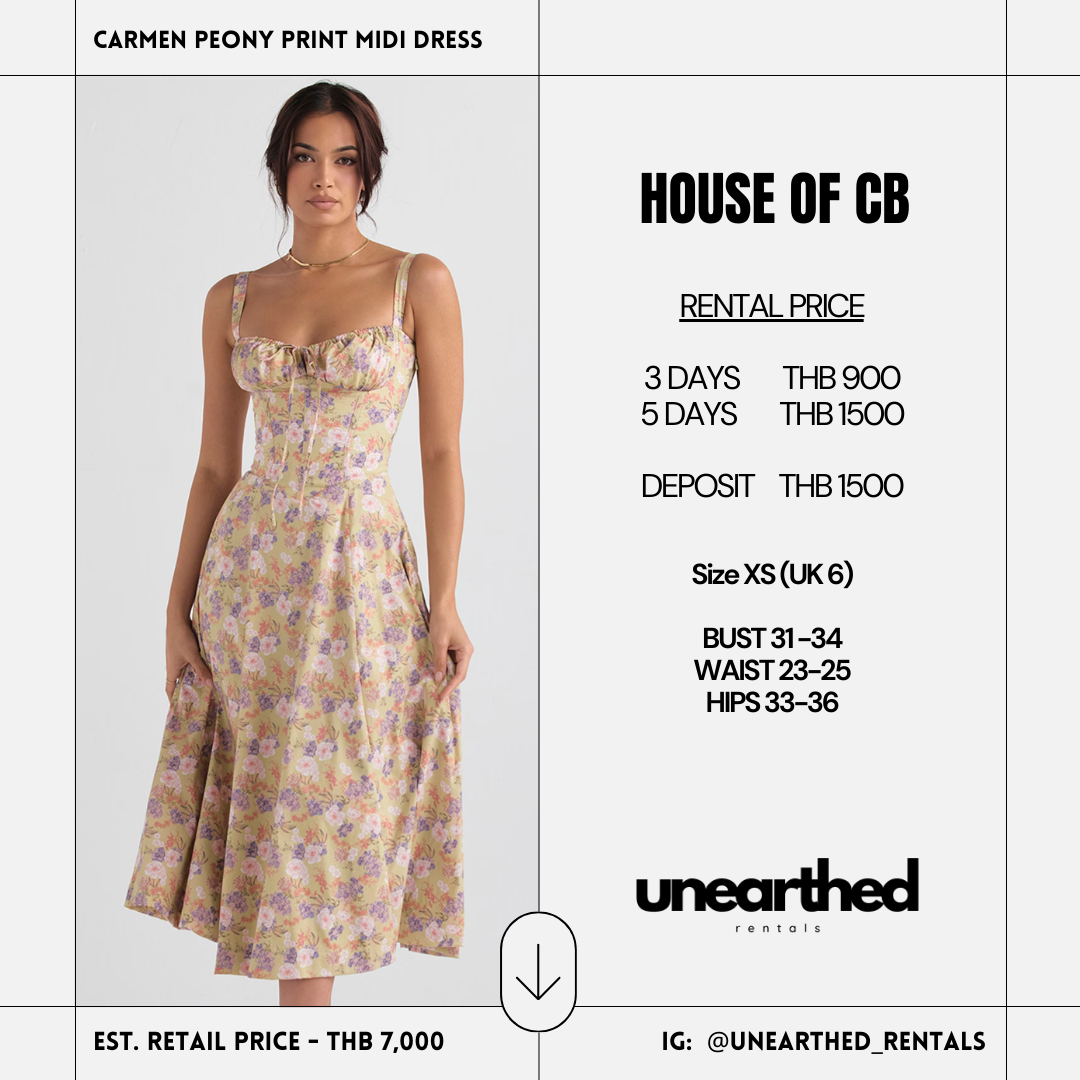 CARMEN PEONY PRINT MIDI DRESS
HOUSE OF CB
RENTAL PRICE
3 DAYS THB 900
5 DAYS THB 1500
DEPOSIT THB 1500
Size XS (UK 6)
BUST 31 –34
WAIST 23–25
HIPS 33–36
unearthed
rentals
EST. RETAIL PRICE - THB 7,000
IG: @UNEARTHED_RENTALS